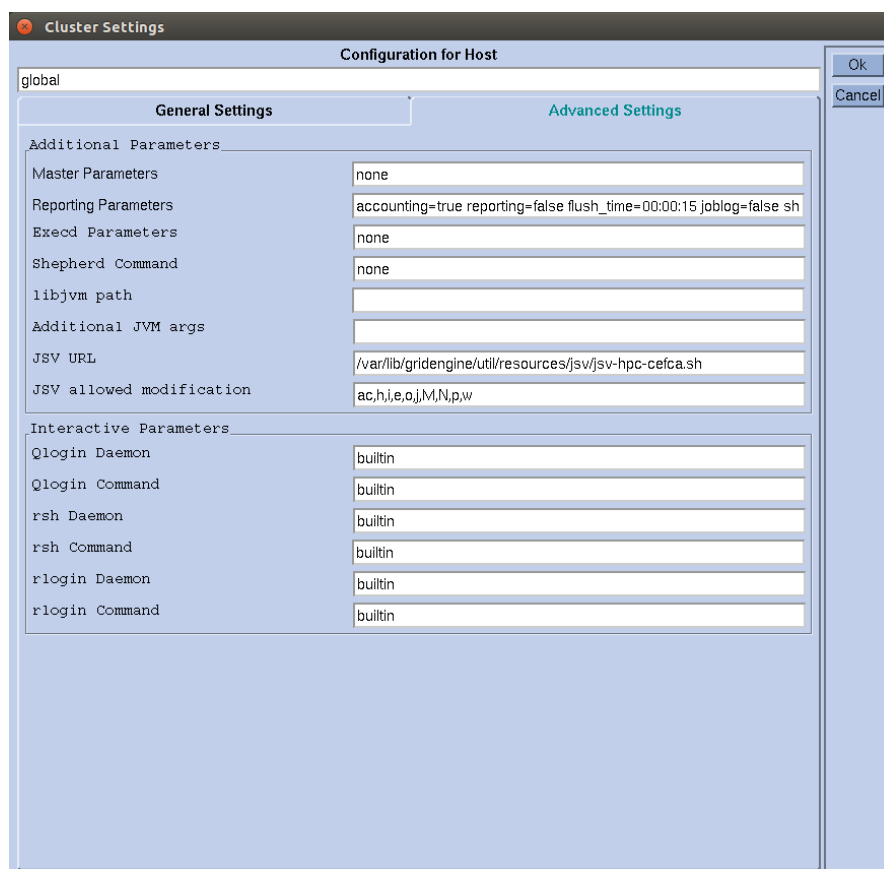 Cluster Settings
Configuration for Host
Ok
global
Cancel
General Settings
Advanced Settings
Additional Parameters
Master Parameters
none
Reporting Parameters
accounting=true reporting=false flush_time=00:00:15 joblog=false sh
Execd Parameters
none
Shepherd Command
none
libjvm path
Additional JVM args
JSV URL
/var/lib/gridengine/util/resources/jsv/jsv-hpc-cefca.sh
JSV allowed modification
ac,h,i,e,o,j,M,N,p,w
Interactive Parameters
Qlogin Daemon
builtin
Qlogin Command
builtin
rsh Daemon
builtin
rsh Command
builtin
rlogin Daemon
builtin
rlogin Command
builtin